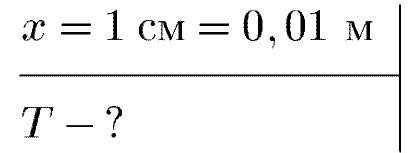 x = 1 см = 0,01 м
T − ?